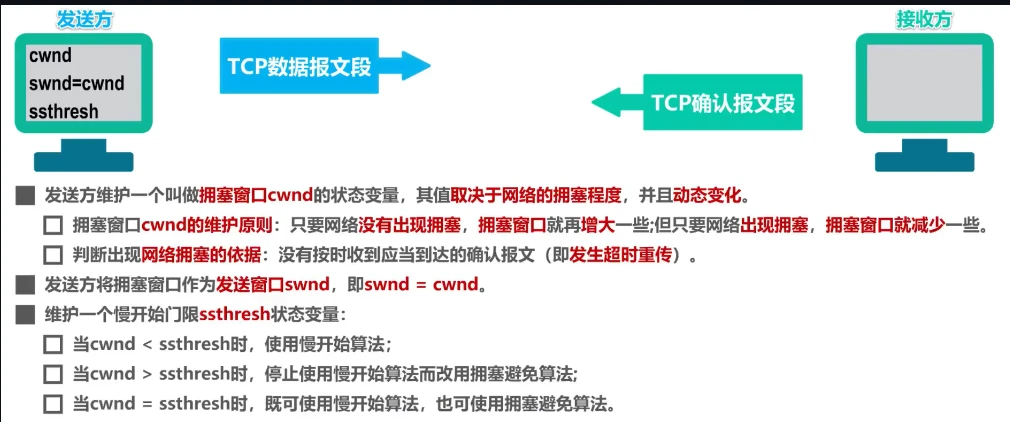 发送方
接收方
cwnd
swnd=cwnd
ssthresh
TCP数据报文段
TCP确认报文段
发送方维护一个叫做拥塞窗口cwnd的状态变量，其值取决于网络的拥塞程度，并且动态变化。
拥塞窗口cwnd的维护原则：只要网络没有出现拥塞，拥塞窗口就再增大一些;但只要网络出现拥塞，拥塞窗口就减少一些。
判断出现网络拥塞的依据：没有按时收到应当到达的确认报文（即发生超时重传）。
发送方将拥塞窗口作为发送窗口swnd，即swnd = cwnd。
维护一个慢开始门限ssthresh状态变量：
当cwnd < ssthresh时，使用慢开始算法；
当cwnd > ssthresh时，停止使用慢开始算法而改用拥塞避免算法;
当cwnd = ssthresh时，既可使用慢开始算法，也可使用拥塞避免算法。